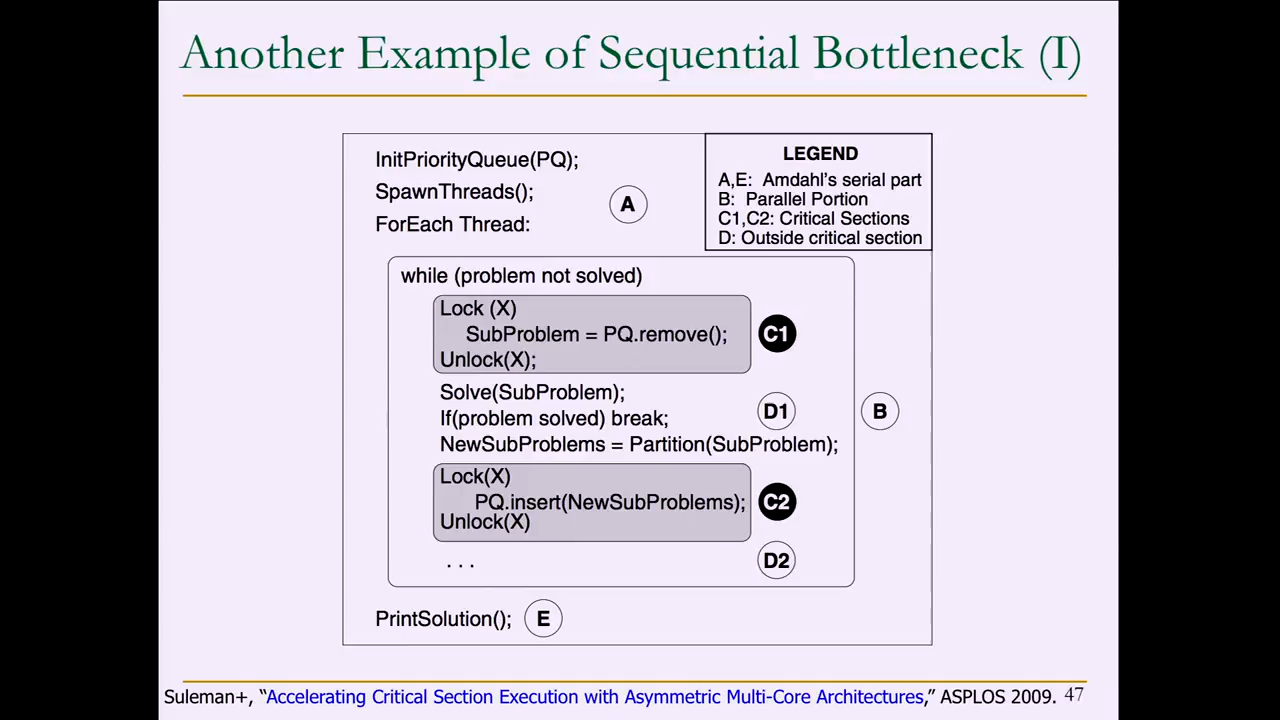 Another Example of Sequential Bottleneck (I)
InitPriorityQueue(PQ);
SpawnThreads();
ForEach Thread:
A
LEGEND
A,E: Amdahl's serial part
B: Parallel Portion
C1,C2: Critical Sections
D: Outside critical section
while (problem not solved)
Lock (X)
SubProblem = PQ.remove();
Unlock(X);
C1
Solve(SubProblem);
If(problem solved) break;
NewSubProblems = Partition(SubProblem);
D1
B
Lock(X)
PQ.insert(NewSubProblems);
Unlock(X)
C2
. . .
D2
PrintSolution();
E
Suleman+, “Accelerating Critical Section Execution with Asymmetric Multi-Core Architectures,” ASPLOS 2009. 47